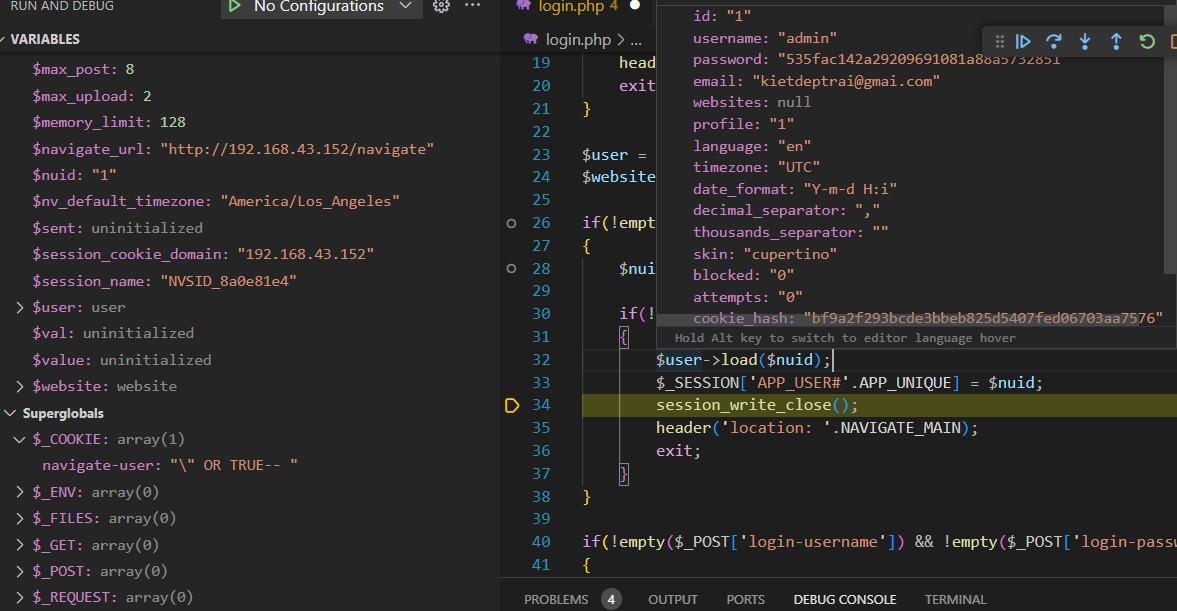 RUN AND DEBUG
No Configurations
VARIABLES
$max_post: 8
$max_upload: 2
$memory_limit: 128
$navigate_url: "http://192.168.43.152/navigate"
$nuid: "1"
$nv_default_timezone: "America/Los_Angeles"
$sent: uninitialized
$session_cookie_domain: "192.168.43.152"
$session_name: "NVSID_8a0e81e4"
$user: user
$val: uninitialized
$value: uninitialized
$website: website
Superglobals
$_COOKIE: array(1)
navigate-user: "\" OR TRUE-- "
$_ENV: array(0)
$_FILES: array(0)
$_GET: array(0)
$_POST: array(0)
$_REQUEST: array(0)
login.php 4
login.php > ...
19 head
20 exit
21 }
22
23 $user =
24 $website
25
26 if(!empt
27 {
28 $nui
29
30 if(!
31 {
32 $user->load($nuid);
33 $_SESSION['APP_USER#'.APP_UNIQUE] = $nuid;
34 session_write_close();
35 header('location: '.NAVIGATE_MAIN);
36 exit;
37 }
38 }
39
40 if(!empty($_POST['login-username']) && !empty($_POST['login-passw
41 {
id: "1"
username: "admin"
password: "535fac142a29209691081a88a5732851
email: "kietdeptrai@gmai.com"
websites: null
profile: "1"
language: "en"
timezone: "UTC"
date_format: "Y-m-d H:i"
decimal_separator: ","
thousands_separator: ""
skin: "cupertino"
blocked: "0"
attempts: "0"
cookie_hash: "bf9a2f293bcde3bbeb825d5407fed06703aa7576"
Hold Alt key to switch to editor language hover
PROBLEMS 4 OUTPUT PORTS DEBUG CONSOLE TERMINAL